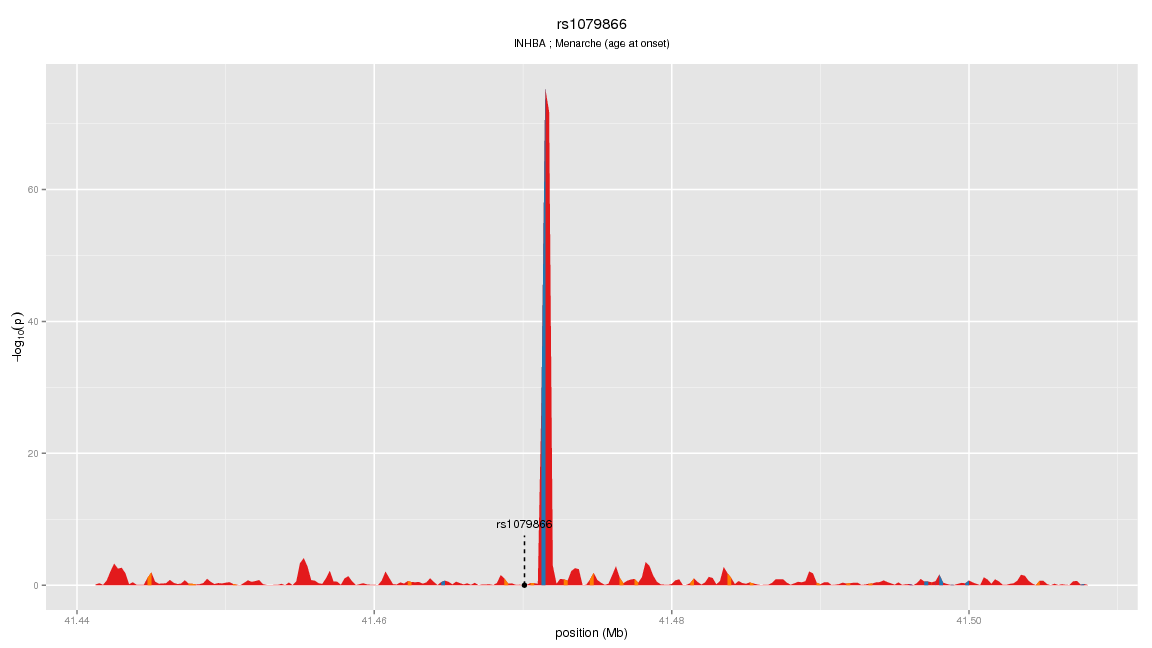 rs1079866
INHBA ; Menarche (age at onset)
60
40
20
0
−log10(p)
rs1079866
41.44
41.46
41.48
41.50
position (Mb)